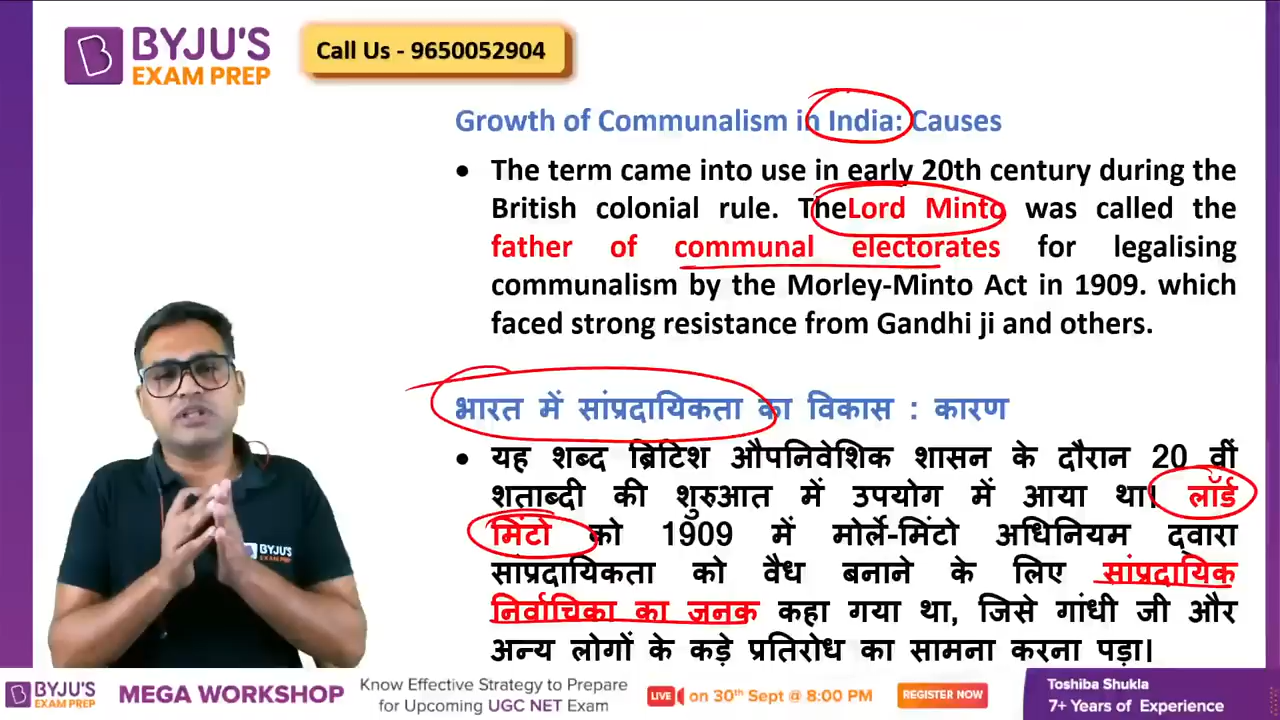 BYJU'S
EXAM PREP
Call Us - 9650052904
Growth of Communalism in India: Causes
• The term came into use in early 20th century during the
British colonial rule. TheLord Minto was called the
father of communal electorates for legalising
communalism by the Morley-Minto Act in 1909. which
faced strong resistance from Gandhi ji and others.
भारत में सांप्रदायिकता का विकास : कारण
• यह शब्द ब्रिटिश औपनिवेशिक शासन के दौरान 20 वीं
शताब्दी की शुरुआत में उपयोग में आया था। लॉर्ड
मिंटो को 1909 में मोर्ले-मिंटो अधिनियम द्वारा
सांप्रदायिकता को वैध बनाने के लिए सांप्रदायिक
निर्वाचिका का जनक कहा गया था, जिसे गांधी जी और
अन्य लोगों के कड़े प्रतिरोध का सामना करना पड़ा।
BYJU'S
EXAM PREP
BYJU'S
EXAM PREP
MEGA WORKSHOP
Know Effective Strategy to Prepare
for Upcoming UGC NET Exam
LIVE
on 30th Sept @ 8:00 PM
REGISTER NOW
Toshiba Shukla
7+ Years of Experience